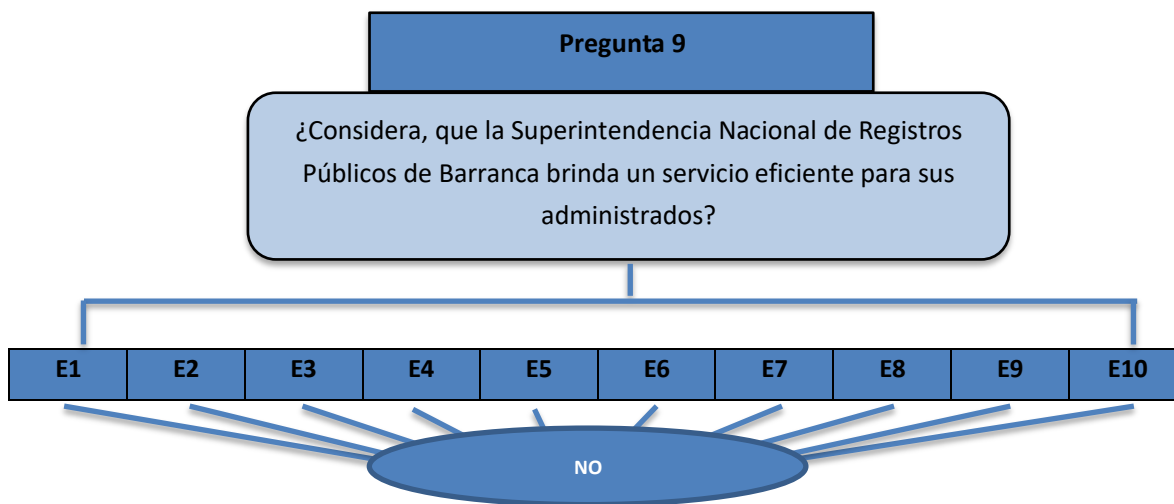 Pregunta 9
¿Considera, que la Superintendencia Nacional de Registros
Públicos de Barranca brinda un servicio eficiente para sus
administrados?
E1 E2 E3 E4 E5 E6 E7 E8 E9 E10
NO